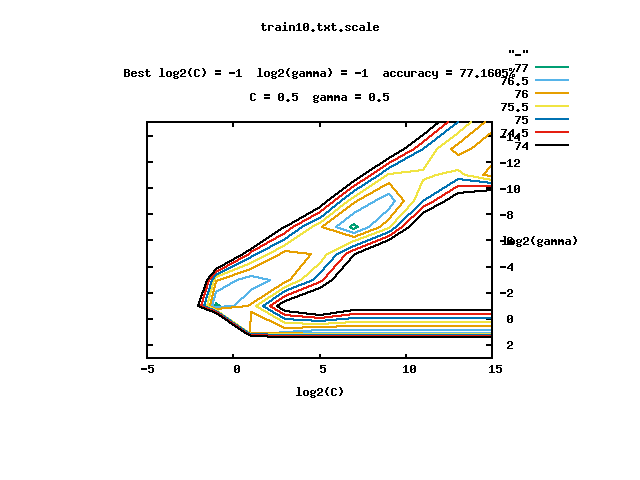 train10.txt.scale
"-"
Best log2(C) = -1 log2(gamma) = -1 accuracy = 77.1605%
77
76.5
C = 0.5 gamma = 0.5
76
75.5
75
74.5
74
-14
-12
-10
-8
-6
log2(gamma)
-4
-2
0
2
-5 0 5 10 15
log2(C)